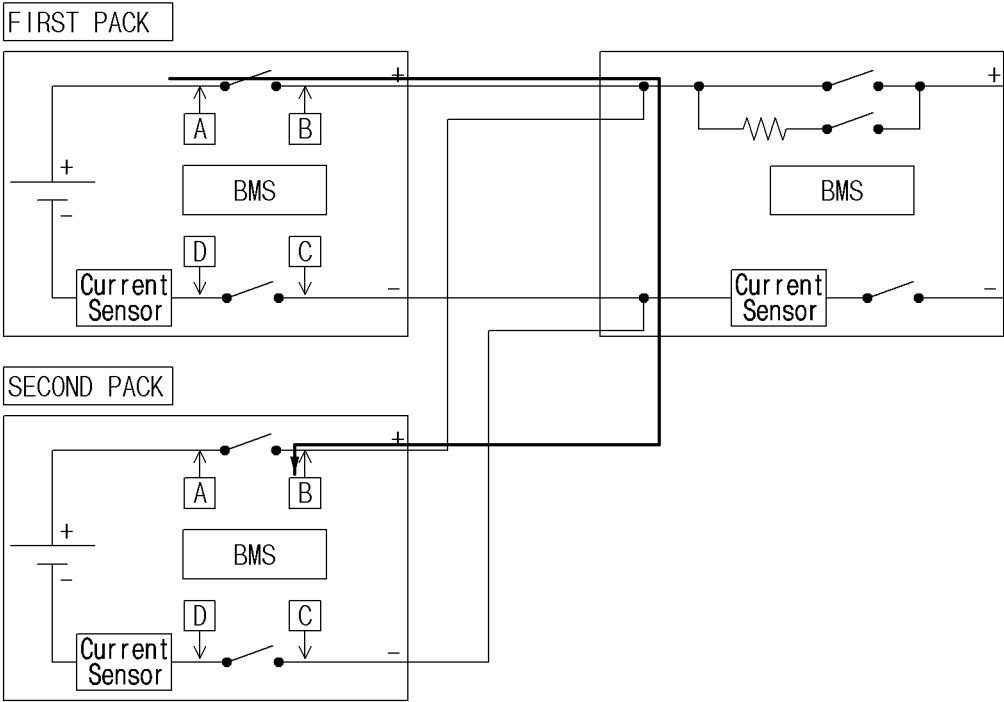 FIRST PACK
+
+
A
B
+
BMS
BMS
−
D
C
Current
Sensor
−
Current
Sensor
−
SECOND PACK
+
A
B
+
BMS
−
D
C
Current
Sensor
−